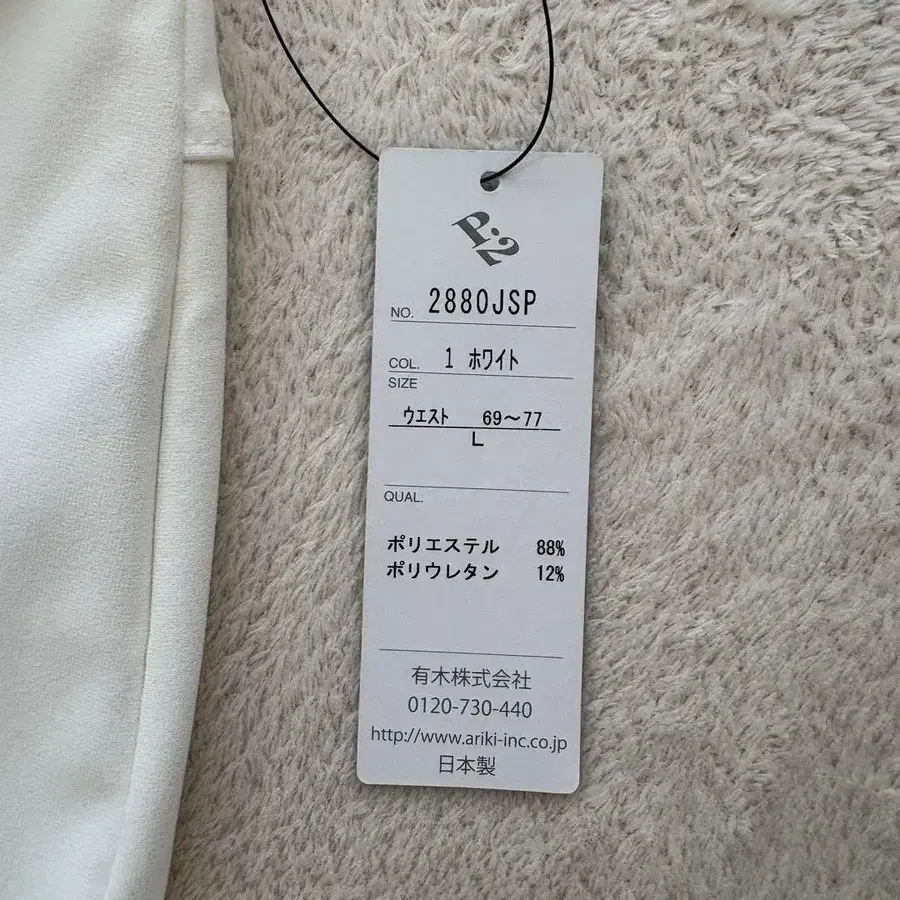 P.2
NO. 2880JSP
COL. 1 ホワイト
SIZE
ウエスト 69～77
L
QUAL.
ポリエステル 88%
ポリウレタン 12%
有木株式会社
0120-730-440
http://www.ariki-inc.co.jp
日本製